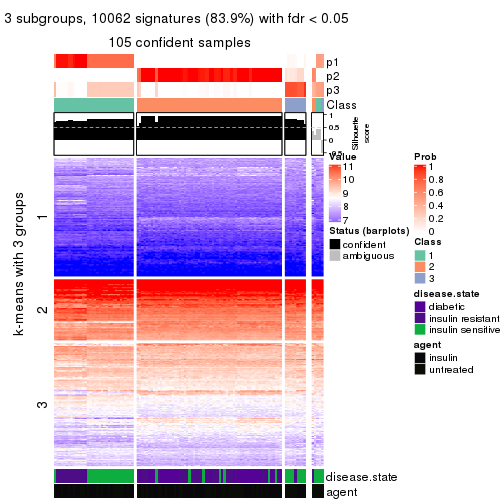 3 subgroups, 10062 signatures (83.9%) with fdr < 0.05
105 confident samples
p1
p2
p3
Class
1
0.5
0
-0.5
Silhouette
score
k-means with 3 groups
1
2
3
disease.state
agent
Value
11
10
9
8
7
Status (barplots)
confident
ambiguous
Prob
1
0.8
0.6
0.4
0.2
0
Class
1
2
3
disease.state
diabetic
insulin resistant
insulin sensitive
agent
insulin
untreated